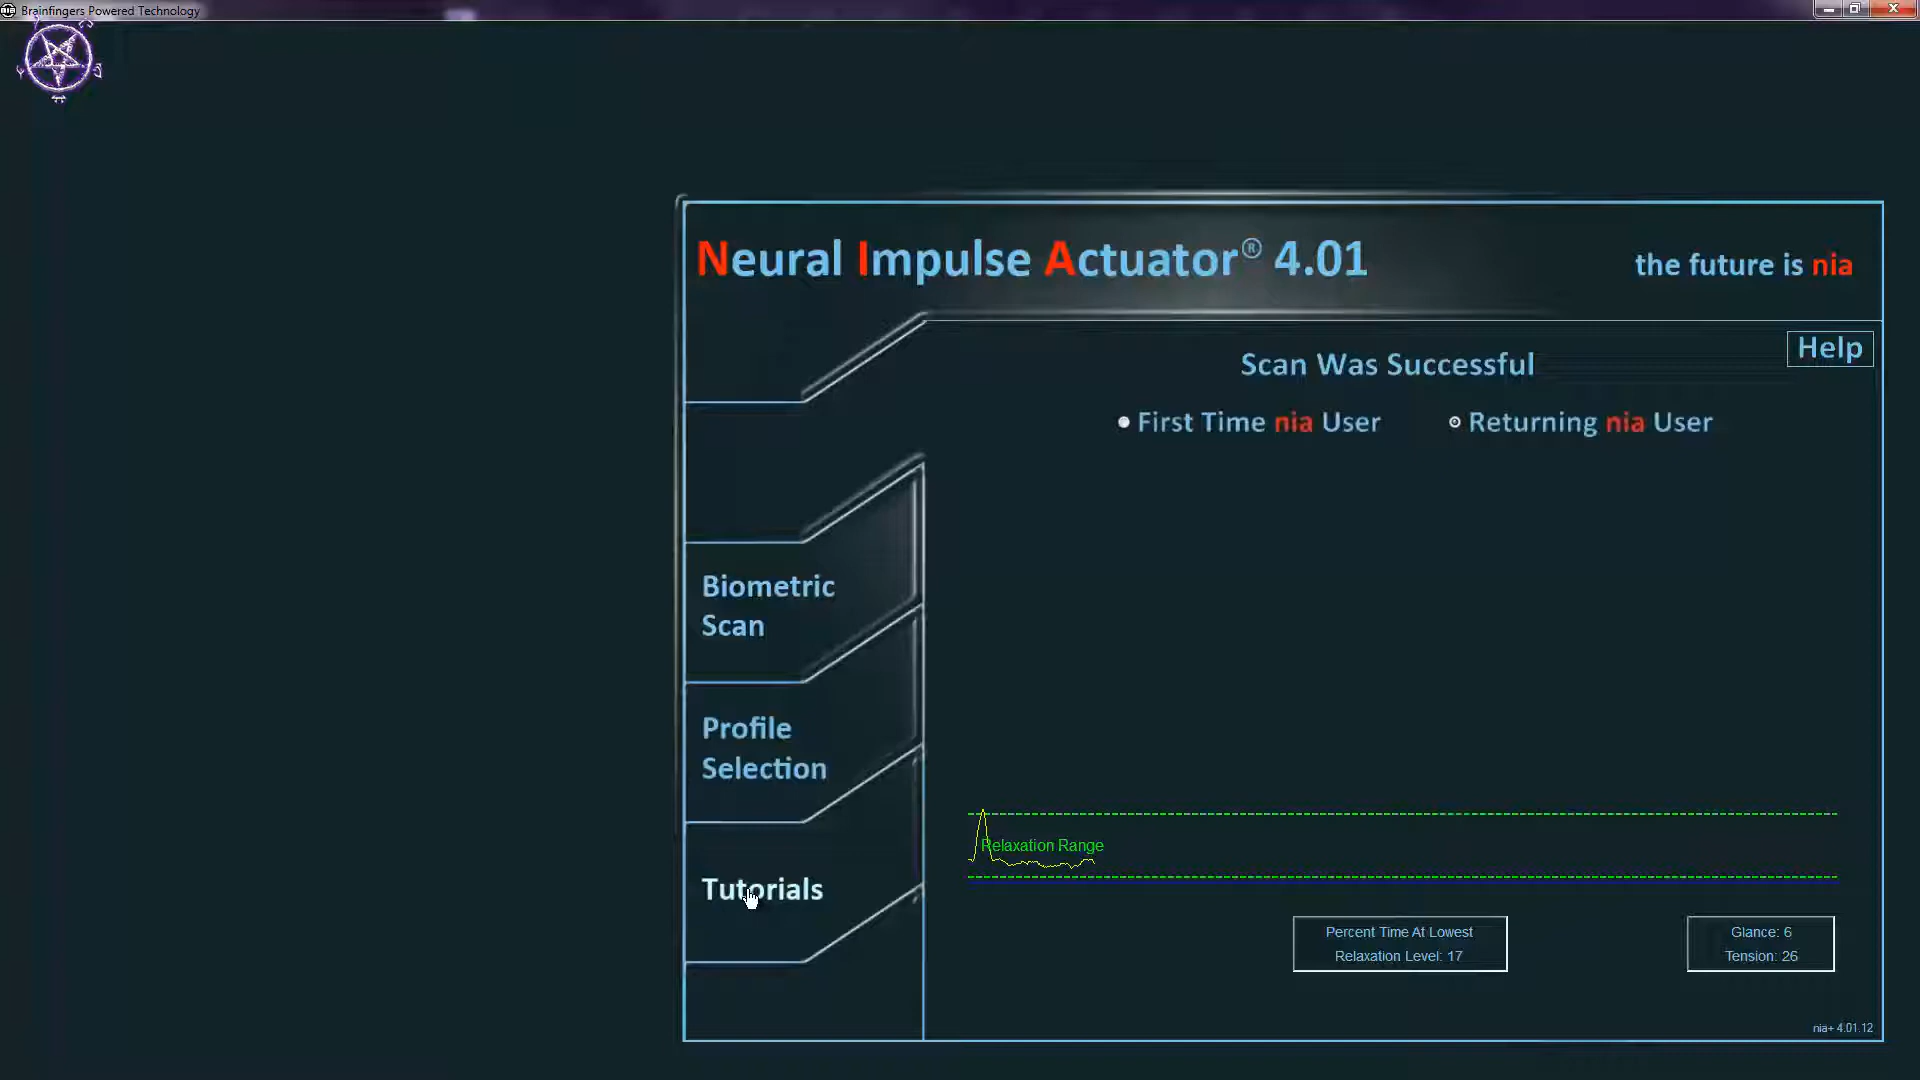 Brainfingers Powered Technology
Neural Impulse Actuator® 4.01
the future is nia
Help
Scan Was Successful
First Time nia User
Returning nia User
Biometric
Scan
Profile
Selection
Tutorials
Relaxation Range
Percent Time At Lowest
Relaxation Level: 17
Glance: 6
Tension: 26
nia+ 4.01.12